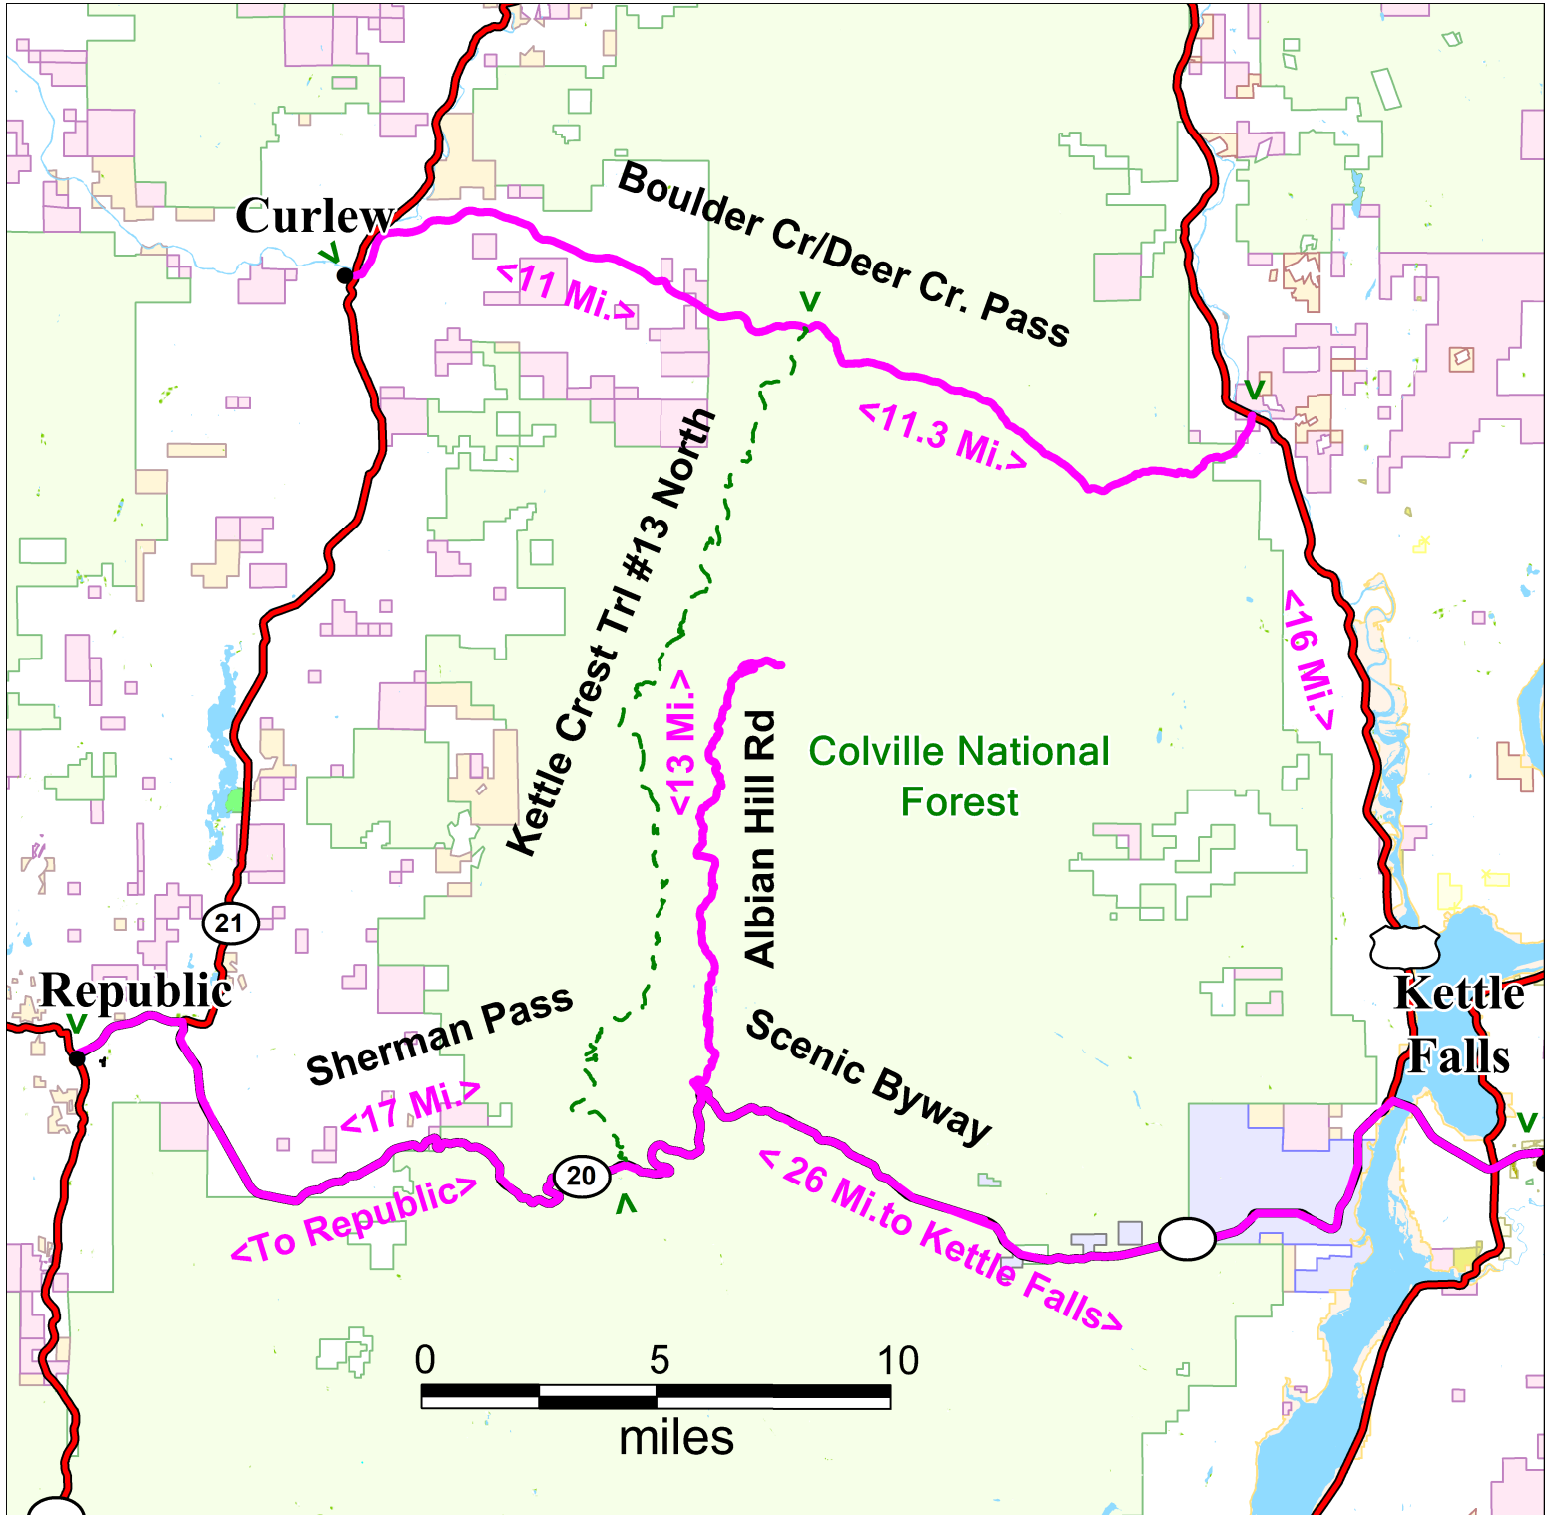 Curlew
v
Boulder Cr/Deer Cr. Pass
<11 Mi.>
v
<11.3 Mi.>
v
Kettle Crest Trl #13 North
<16 Mi.>
<13 Mi.>
Albian Hill Rd
Colville National
Forest
21
Republic
v
Kettle
Falls
Sherman Pass
Scenic Byway
<17 Mi.>
v
20
<To Republic>
< 26 Mi.to Kettle Falls>
0 5 10
miles